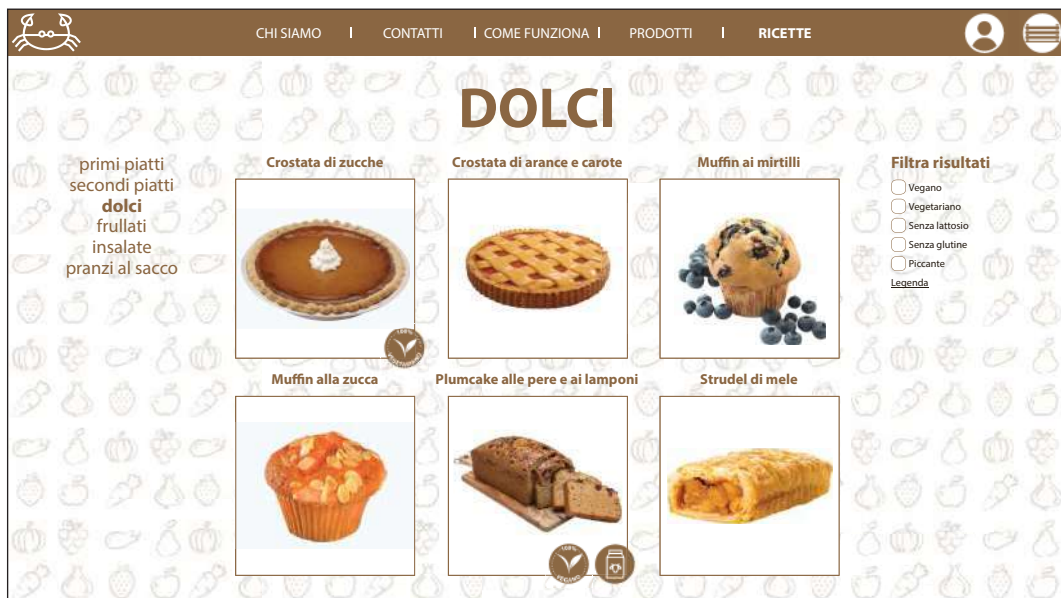 CHI SIAMO | CONTATTI | COME FUNZIONA | PRODOTTI | RICETTE
DOLCI
primi piatti
secondi piatti
dolci
frullati
insalate
pranzi al sacco
Crostata di zucche
Crostata di arance e carote
Muffin ai mirtilli
100%
VEGETARIANO
Muffin alla zucca
Plumcake alle pere e ai lamponi
Strudel di mele
100%
VEGANO
Filtra risultati
Vegano
Vegetariano
Senza lattosio
Senza glutine
Piccante
Legenda